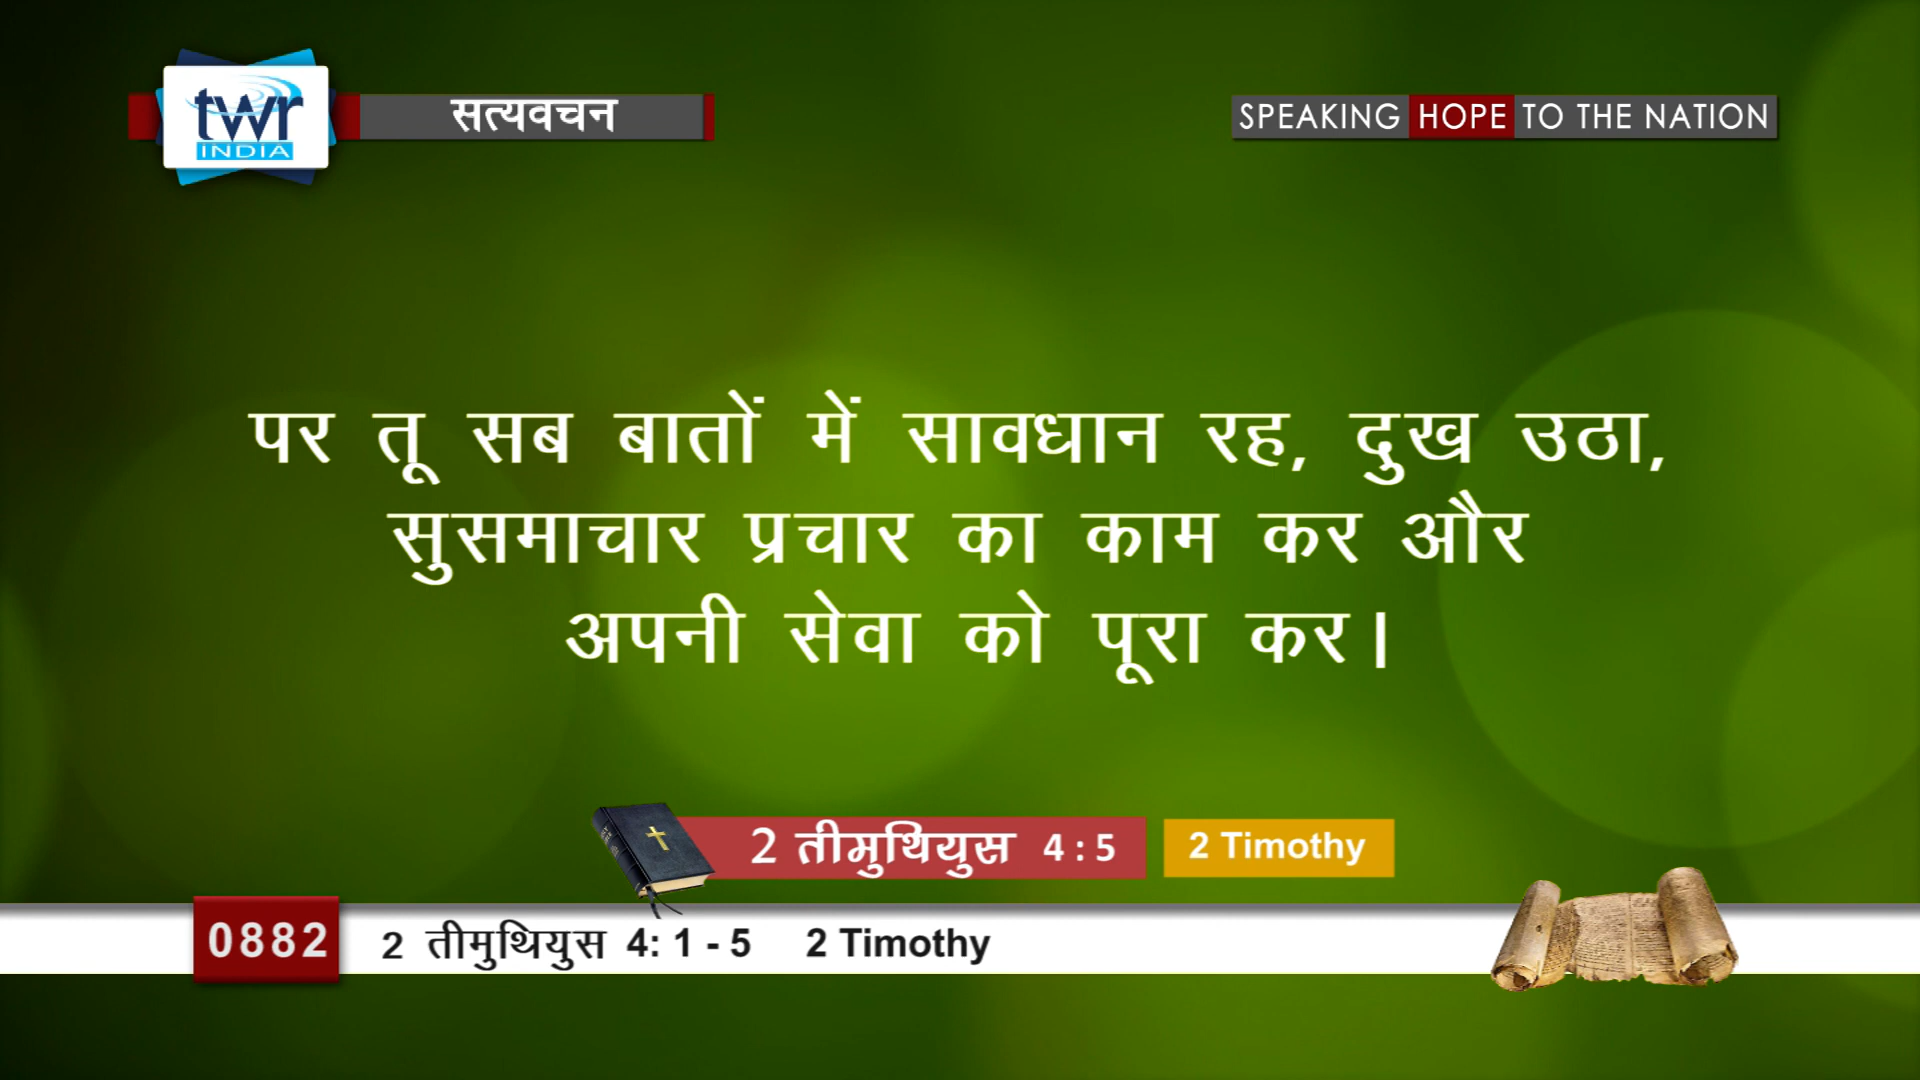 twr
INDIA
सत्यवचन
SPEAKING HOPE TO THE NATION
पर तू सब बातों में सावधान रह, दुख उठा,
सुसमाचार प्रचार का काम कर और
अपनी सेवा को पूरा कर।
2 तीमुथियुस 4 : 5
2 Timothy
0882
2 तीमुथियुस 4: 1 - 5 2 Timothy